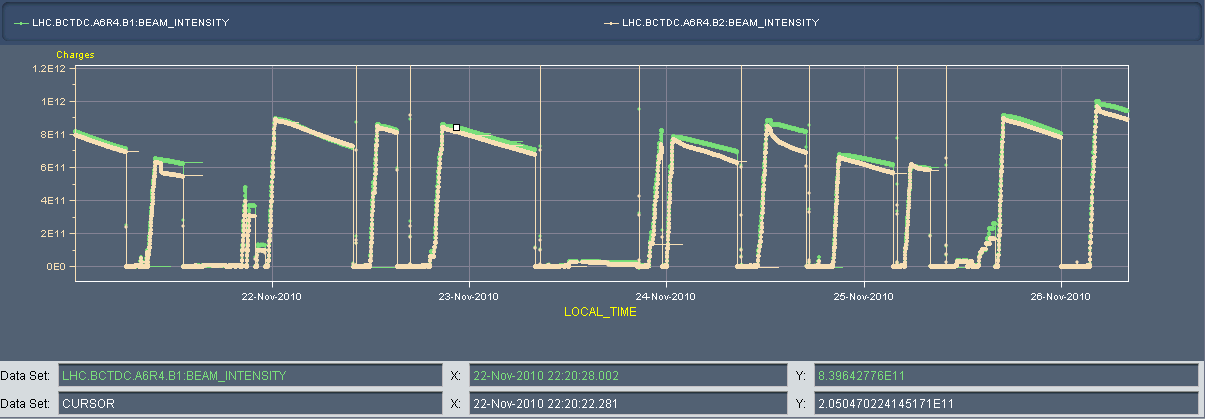 LHC.BCTDC.A6R4.B1:BEAM_INTENSITY LHC.BCTDC.A6R4.B2:BEAM_INTENSITY
Charges
1.2E12
1E12
8E11
6E11
4E11
2E11
0E0
22-Nov-2010 23-Nov-2010 24-Nov-2010 25-Nov-2010 26-Nov-2010
LOCAL_TIME
Data Set: LHC.BCTDC.A6R4.B1:BEAM_INTENSITY X: 22-Nov-2010 22:20:28.002 Y: 8.39642776E11
Data Set: CURSOR X: 22-Nov-2010 22:20:22.281 Y: 2.050470224145171E11